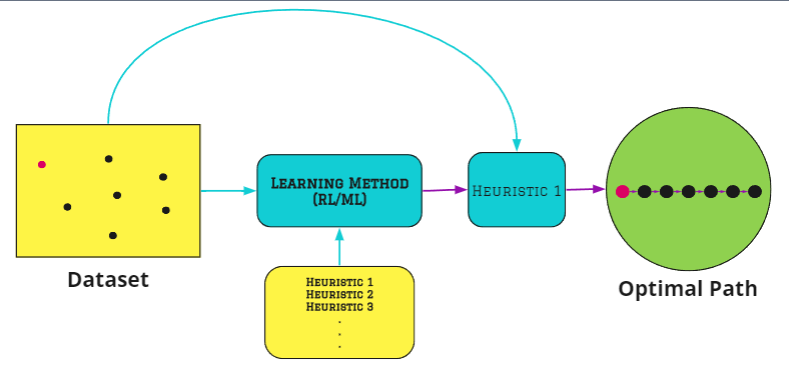 Learning Method
(RL/ML)
Heuristic 1
Dataset
Heuristic 1
Heuristic 2
Heuristic 3
.
.
.
Optimal Path